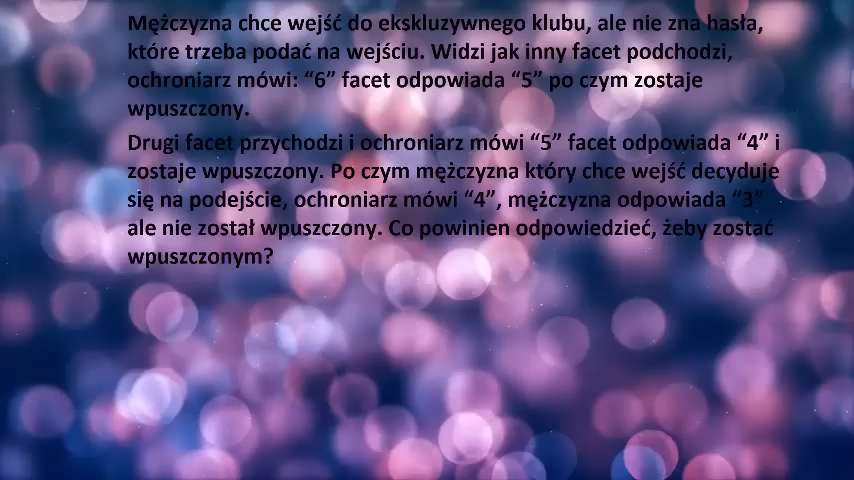 Mężczyzna chce wejść do ekskluzywnego klubu, ale nie zna hasła,
które trzeba podać na wejściu. Widzi jak inny facet podchodzi,
ochroniarz mówi: “6” facet odpowiada “5” po czym zostaje
wpuszczony.
Drugi facet przychodzi i ochroniarz mówi “5” facet odpowiada “4” i
zostaje wpuszczony. Po czym mężczyzna który chce wejść decyduje
się na podejście, ochroniarz mówi “4”, mężczyzna odpowiada “3”
ale nie został wpuszczony. Co powinien odpowiedzieć, żeby zostać
wpuszczonym?